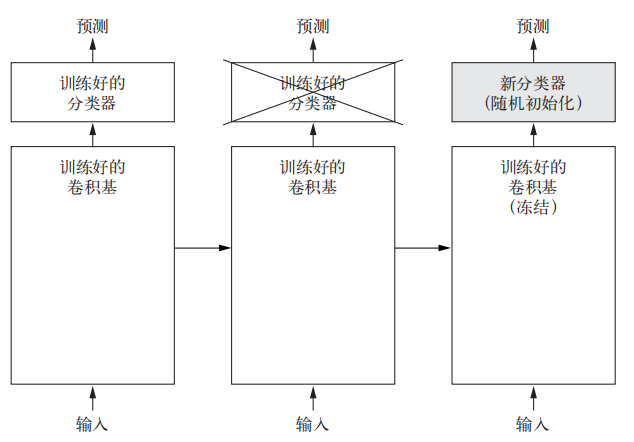 预测
训练好的
分类器
训练好的
卷积基
输入
预测
训练好的
分类器
训练好的
卷积基
输入
预测
新分类器
（随机初始化）
训练好的
卷积基
（冻结）
输入